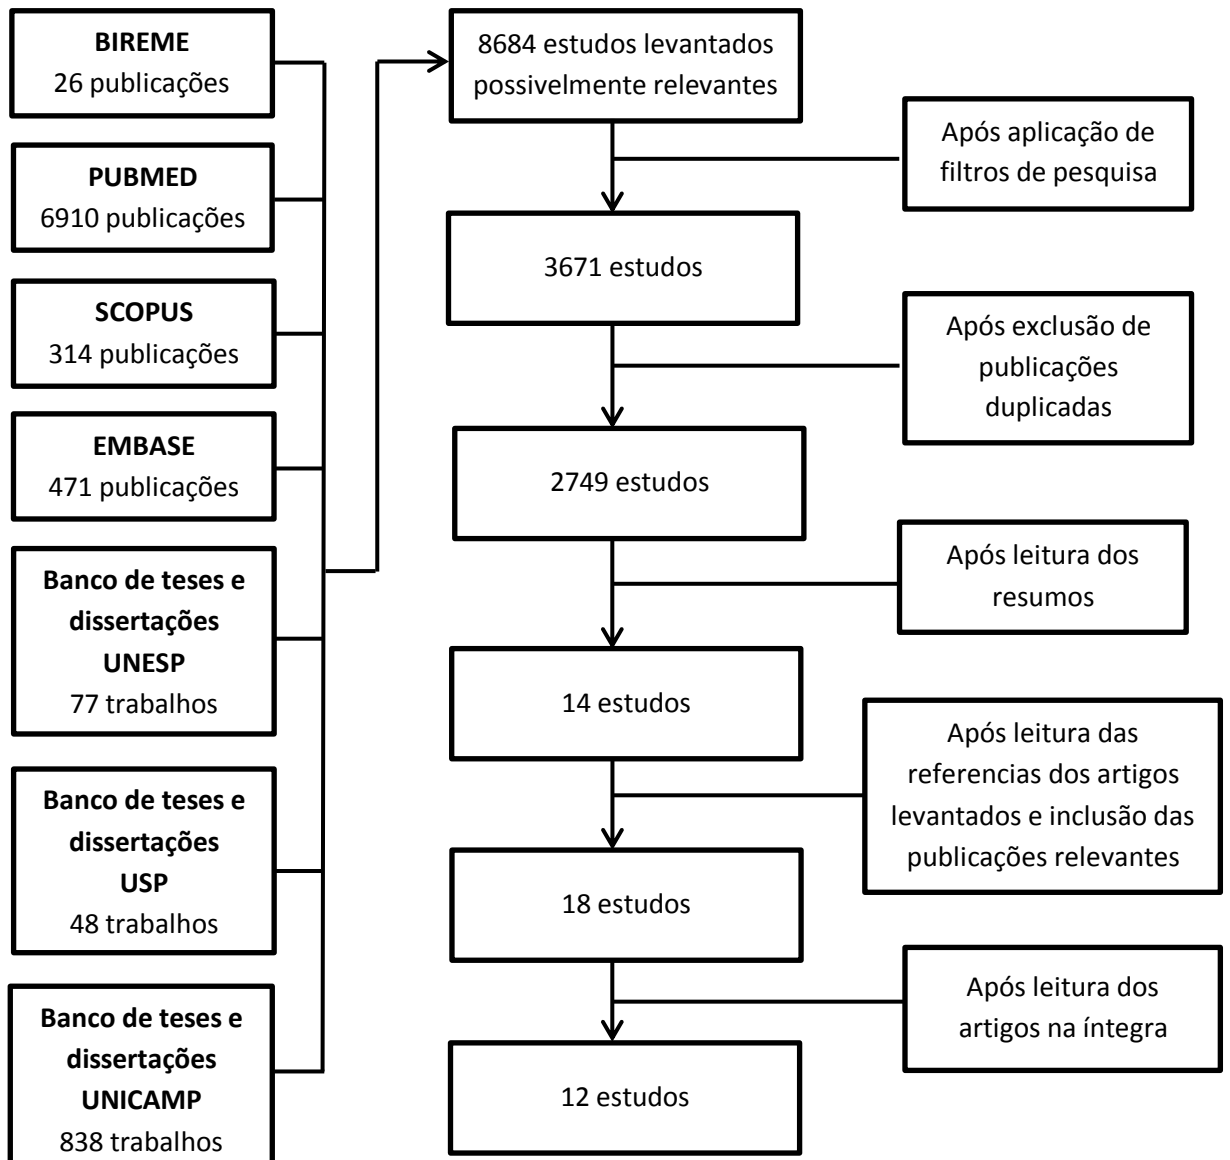 BIREME
26 publicações
PUBMED
6910 publicações
SCOPUS
314 publicações
EMBASE
471 publicações
Banco de teses e
dissertações
UNESP
77 trabalhos
Banco de teses e
dissertações
USP
48 trabalhos
Banco de teses e
dissertações
UNICAMP
838 trabalhos
8684 estudos levantados
possivelmente relevantes
Após aplicação de
filtros de pesquisa
3671 estudos
Após exclusão de
publicações
duplicadas
2749 estudos
Após leitura dos
resumos
14 estudos
Após leitura das
referencias dos artigos
levantados e inclusão das
publicações relevantes
18 estudos
Após leitura dos
artigos na íntegra
12 estudos